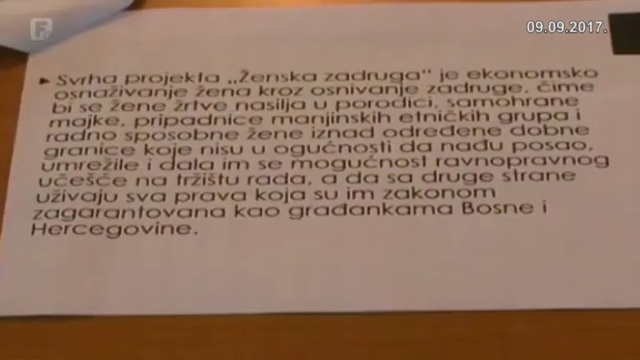 09.09.2017.
► Svrha projekta „Ženska zadruga“ je ekonomsko
osnaživanje žena kroz osnivanje zadruge, čime
bi se žene žrtve nasilja u porodici, samohrane
majke, pripadnice manjinskih etničkih grupa i
radno sposobne žene iznad određene dobne
granice koje nisu u ogućnosti da nađu posao,
umrežile i dala im se mogućnost ravnopravnog
učešće na tržištu rada, a da sa druge strane
uživaju sva prava koja su im zakonom
zagarantovana kao građankama Bosne i
Hercegovine.